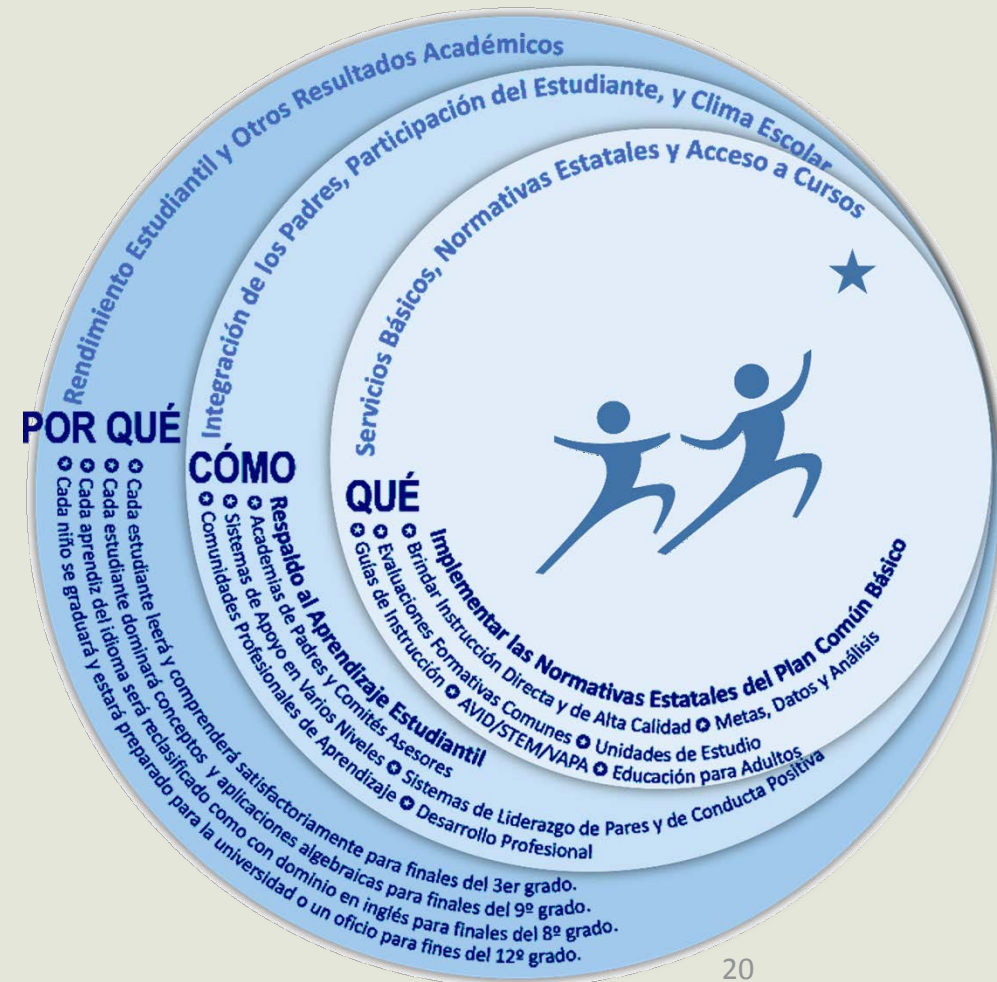 Rendimiento Estudiantil y Otros Resultados Académicos
POR QUÉ
✪ Cada estudiante leerá y comprenderá satisfactoriamente para finales del 3er grado.
✪ Cada estudiante dominará conceptos y aplicaciones algebraicas para finales del 9º grado.
✪ Cada aprendiz del idioma será reclasificado como con dominio en inglés para finales del 8º grado.
✪ Cada niño se graduará y estará preparado para la universidad o un oficio para fines del 12º grado.
Integración de los Padres, Participación del Estudiante, y Clima Escolar
CÓMO
Respaldo al Aprendizaje Estudiantil
✪ Academias de Padres y Comités Asesores
✪ Sistemas de Apoyo en Varios Niveles ✪ Sistemas de Liderazgo de Pares y de Conducta Positiva
✪ Comunidades Profesionales de Aprendizaje ✪ Desarrollo Profesional
Servicios Básicos, Normativas Estatales y Acceso a Cursos
QUÉ
Implementar las Normativas Estatales del Plan Común Básico
✪ Brindar Instrucción Directa y de Alta Calidad ✪ Metas, Datos y Análisis
✪ Evaluaciones Formativas Comunes ✪ Unidades de Estudio
✪ Guías de Instrucción ✪ AVID/STEM/VAPA ✪ Educación para Adultos
20